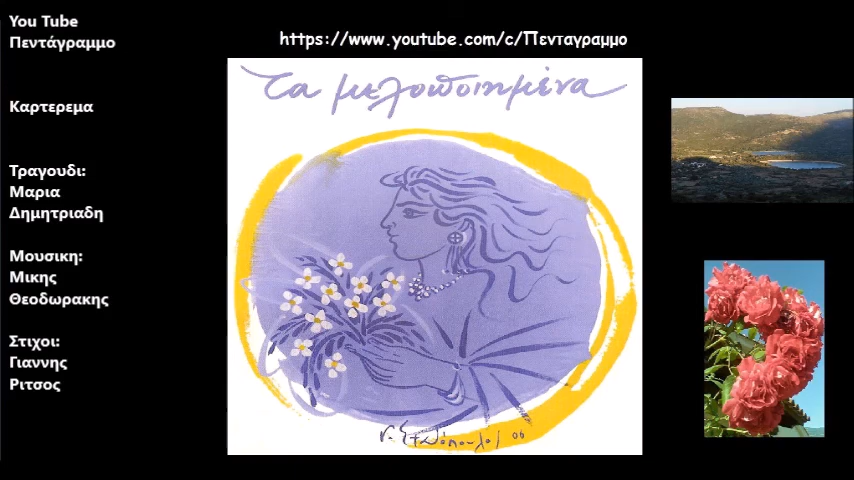 You Tube
Πεντάγραμμο
https://www.youtube.com/c/Πενταγραμμο
Καρτερεμα
Τραγουδι:
Μαρια
Δημητριαδη
Μουσικη:
Μικης
Θεοδωρακης
Στιχοι:
Γιαννης
Ριτσος
Τα μελοποιημένα
06